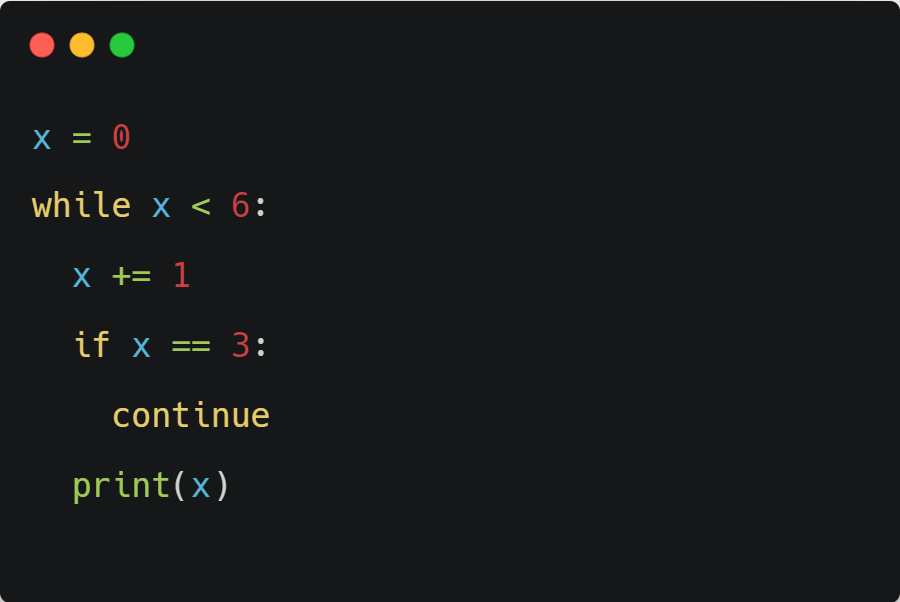 x = 0
while x < 6:
  x += 1
  if x == 3:
    continue
  print(x)